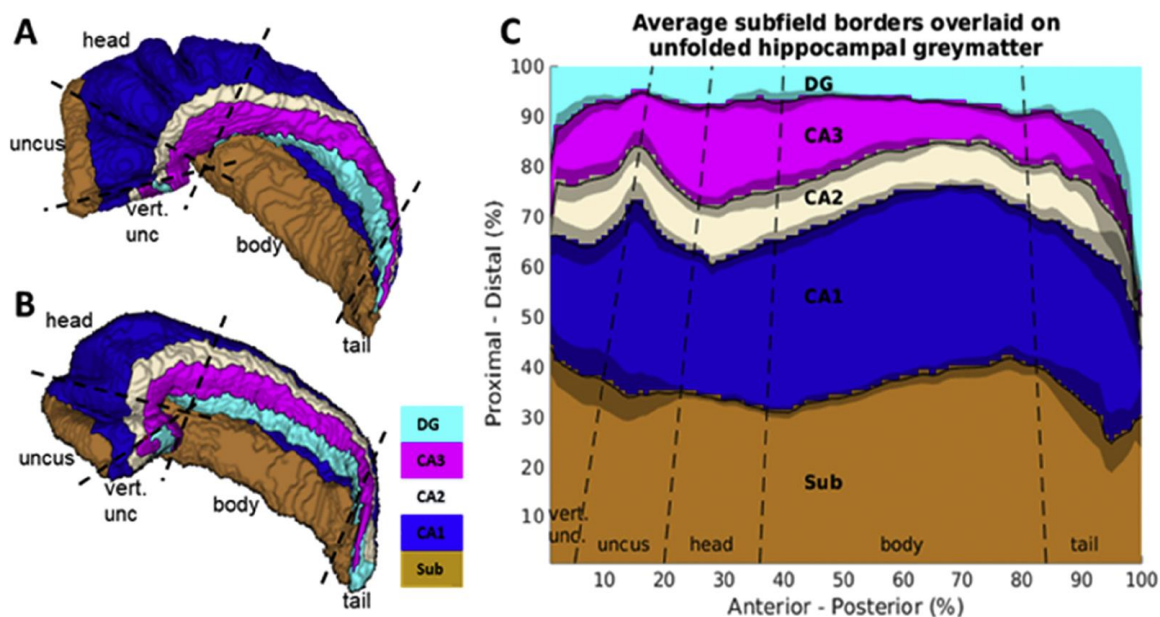 A
head
uncus
vert.
unc
body
tail
B
head
uncus
vert.
unc
body
tail
DG
CA3
CA2
CA1
Sub
C
Average subfield borders overlaid on
unfolded hippocampal greymatter
Proximal - Distal (%)
100
90
80
70
60
50
40
30
20
10
DG
CA3
CA2
CA1
Sub
vert.
unc.
uncus
head
body
tail
10 20 30 40 50 60 70 80 90 100
Anterior - Posterior (%)